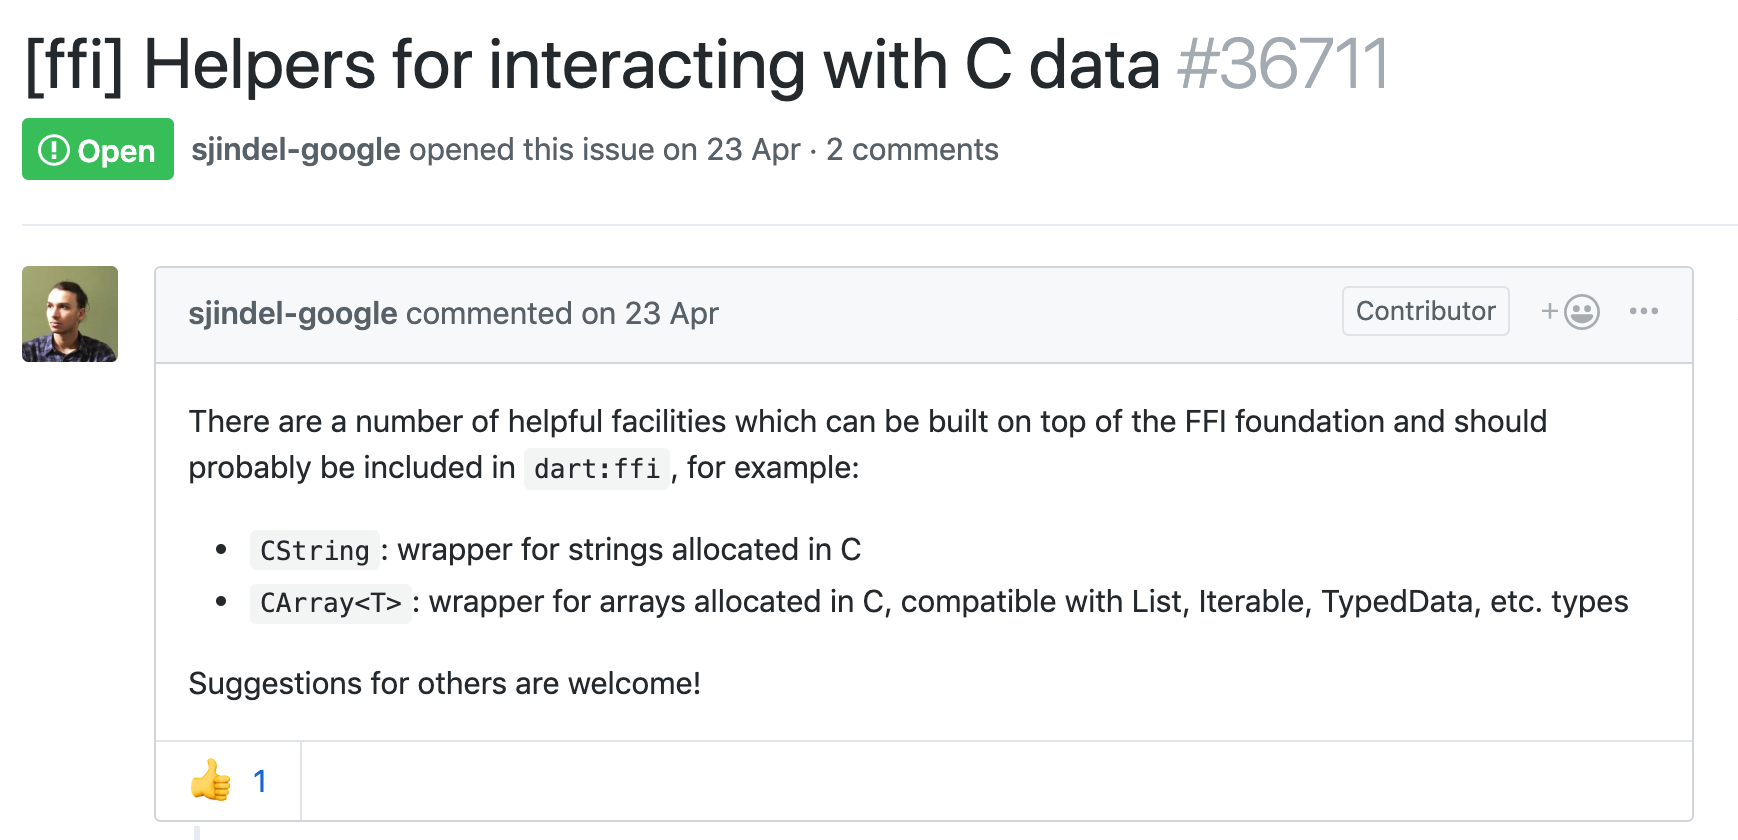 [ffi] Helpers for interacting with C data #36711
Open sjindel-google opened this issue on 23 Apr · 2 comments
sjindel-google commented on 23 Apr Contributor
There are a number of helpful facilities which can be built on top of the FFI foundation and should
probably be included in dart:ffi, for example:
• CString: wrapper for strings allocated in C
• CArray<T>: wrapper for arrays allocated in C, compatible with List, Iterable, TypedData, etc. types
Suggestions for others are welcome!
1